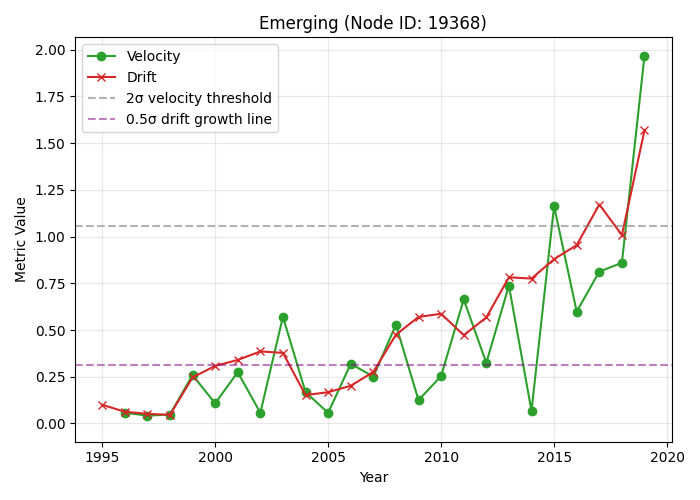 Emerging (Node ID: 19368)
Velocity
Drift
2σ velocity threshold
0.5σ drift growth line
Metric Value
2.00
1.75
1.50
1.25
1.00
0.75
0.50
0.25
0.00
1995 2000 2005 2010 2015 2020
Year